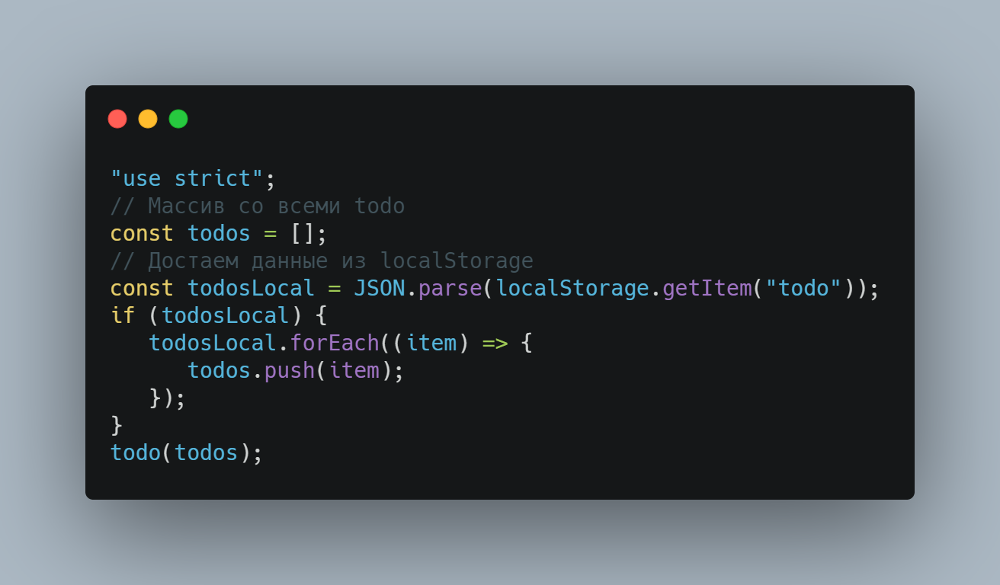 "use strict";
// Массив со всеми todo
const todos = [];
// Достаем данные из localStorage
const todosLocal = JSON.parse(localStorage.getItem("todo"));
if (todosLocal) {
   todosLocal.forEach((item) => {
      todos.push(item);
   });
}
todo(todos);